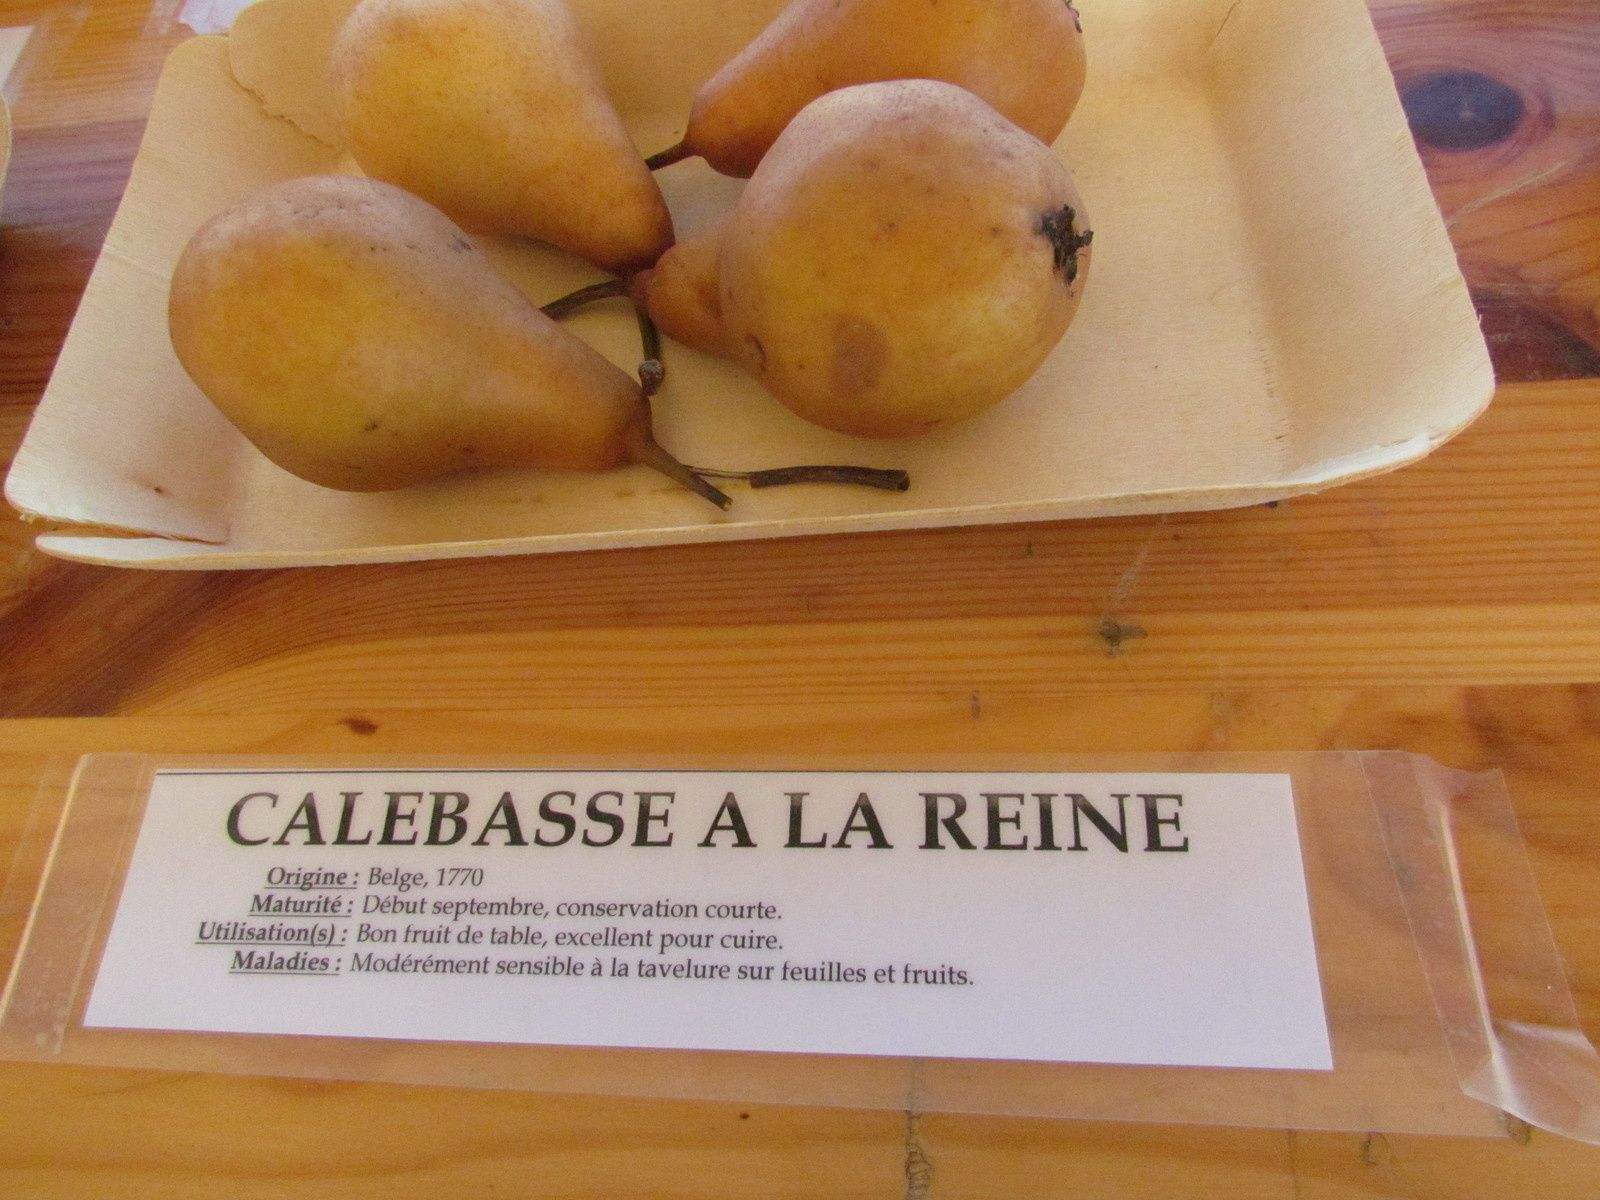 CALEBASSE A LA REINE
Origine : Belge, 1770
Maturité : Début septembre, conservation courte.
Utilisation(s) : Bon fruit de table, excellent pour cuire.
Maladies : Modérément sensible à la tavelure sur feuilles et fruits.